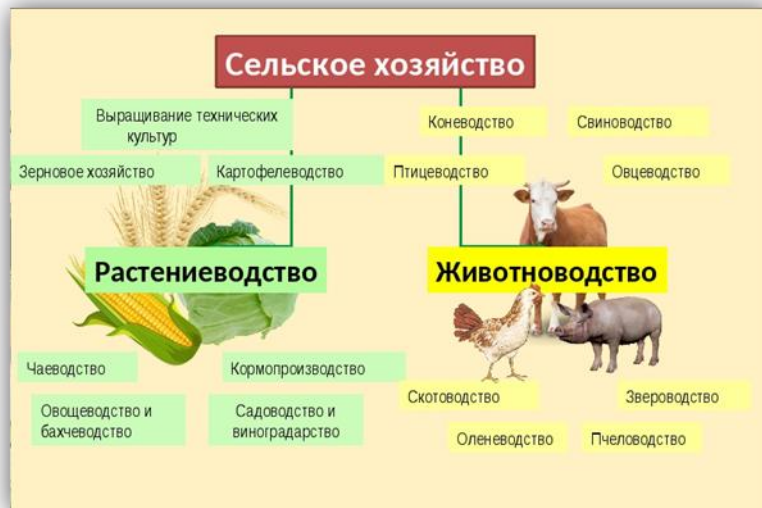 Сельское хозяйство
Выращивание технических
культур
Коневодство
Свиноводство
Зерновое хозяйство
Картофелеводство
Птицеводство
Овцеводство
Растениеводство
Животноводство
Чаеводство
Кормопроизводство
Овощеводство и
бахчеводство
Садоводство и
виноградарство
Скотоводство
Звероводство
Оленеводство
Пчеловодство